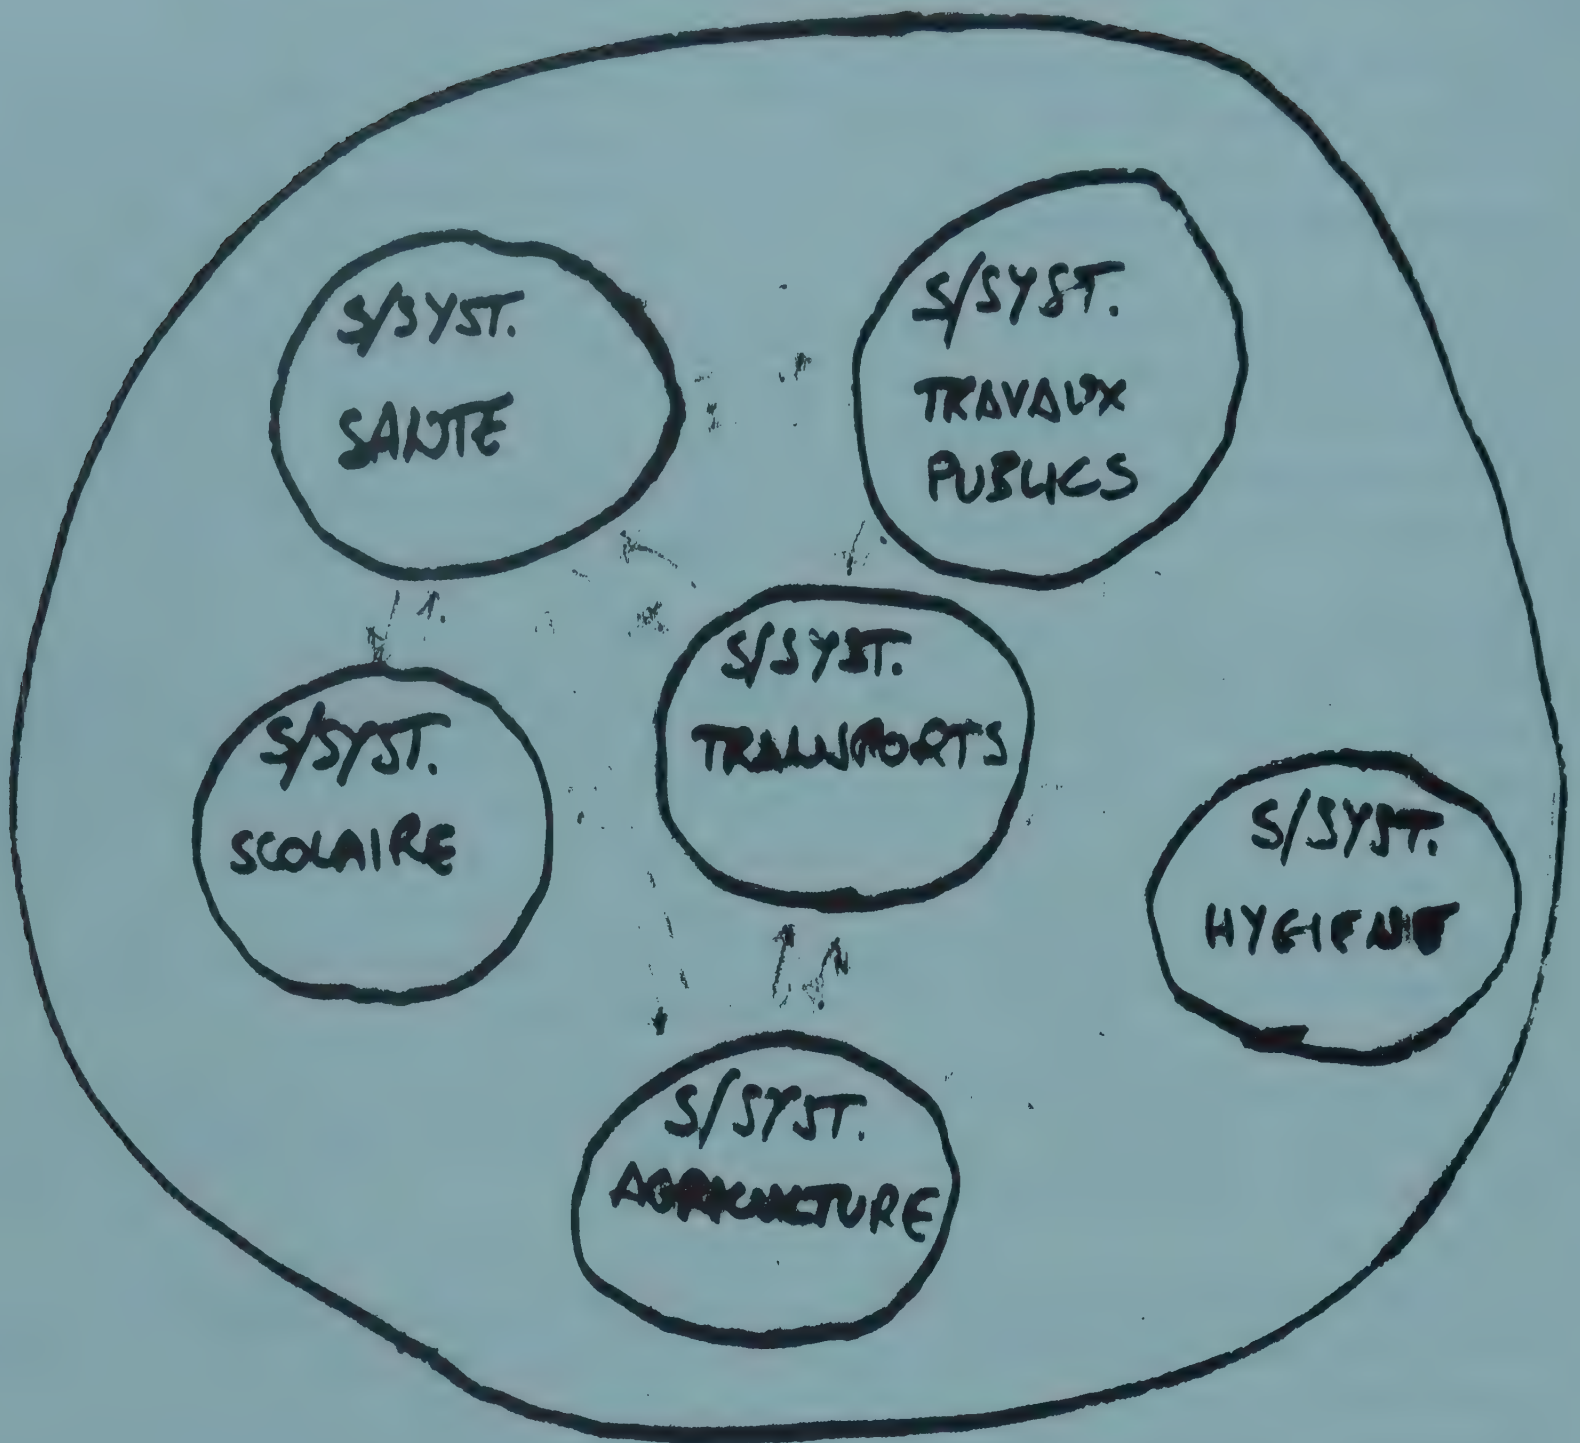 S/SYST.
SANTE
S/SYST.
TRAVAUX
PUBLICS
S/SYST.
SCOLAIRE
S/SYST.
TRANSPORTS
S/SYST.
HYGIENE
S/SYST.
AGRICULTURE